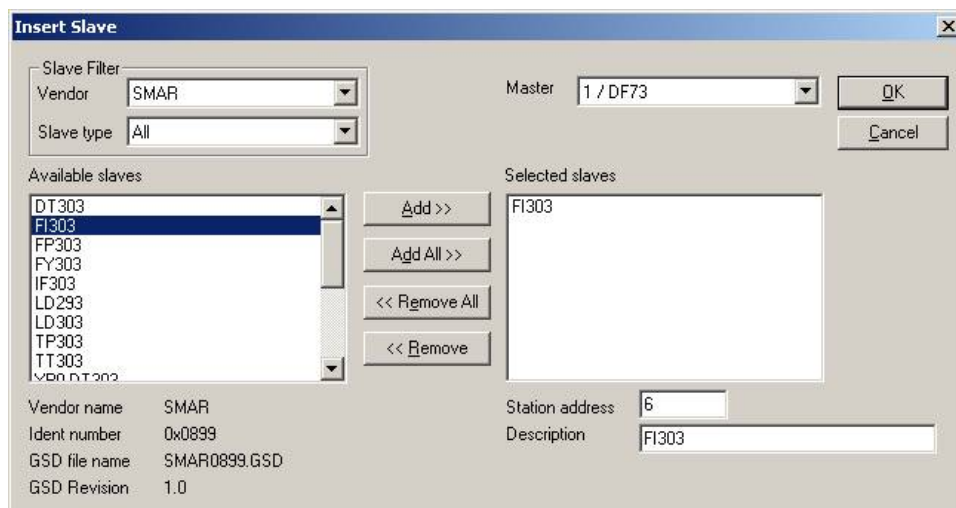 Insert Slave
Slave Filter
Vendor SMAR
Slave type All
Master 1 / DF73
OK
Cancel
Available slaves
DT303
FI303
FP303
FY303
IF303
LD293
LD303
TP303
TT303
Add >>
Add All >>
<< Remove All
<< Remove
Selected slaves
FI303
Vendor name SMAR
Ident number 0x0899
GSD file name SMAR0899.GSD
GSD Revision 1.0
Station address 6
Description FI303